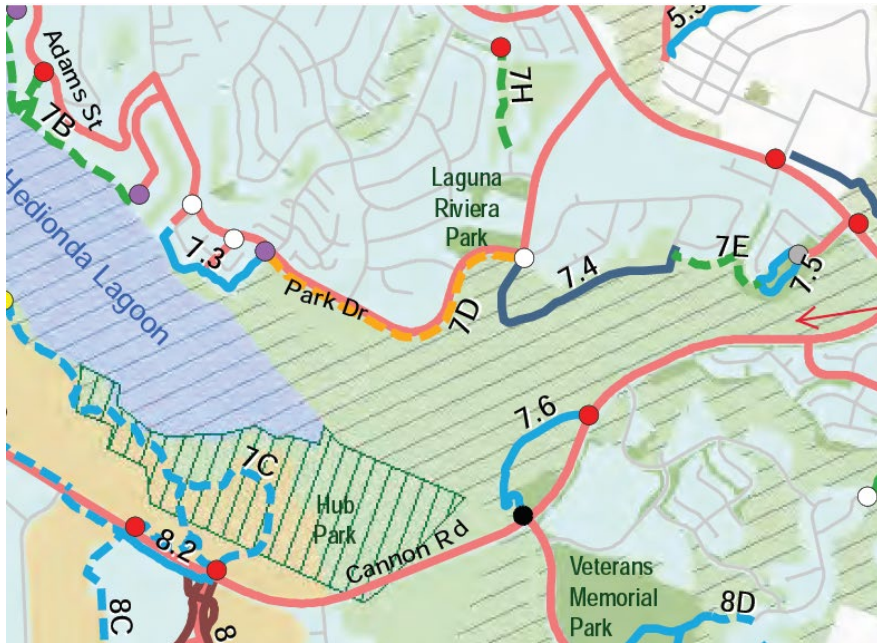 5.5
Adams St
7B
7H
Hedionda Lagoon
Laguna
Riviera
Park
7.3
7E
7.4
7.5
Park Dr
7D
7.6
7C
Hub
Park
Cannon Rd
8.2
Veterans
Memorial
Park
8C
8
8D